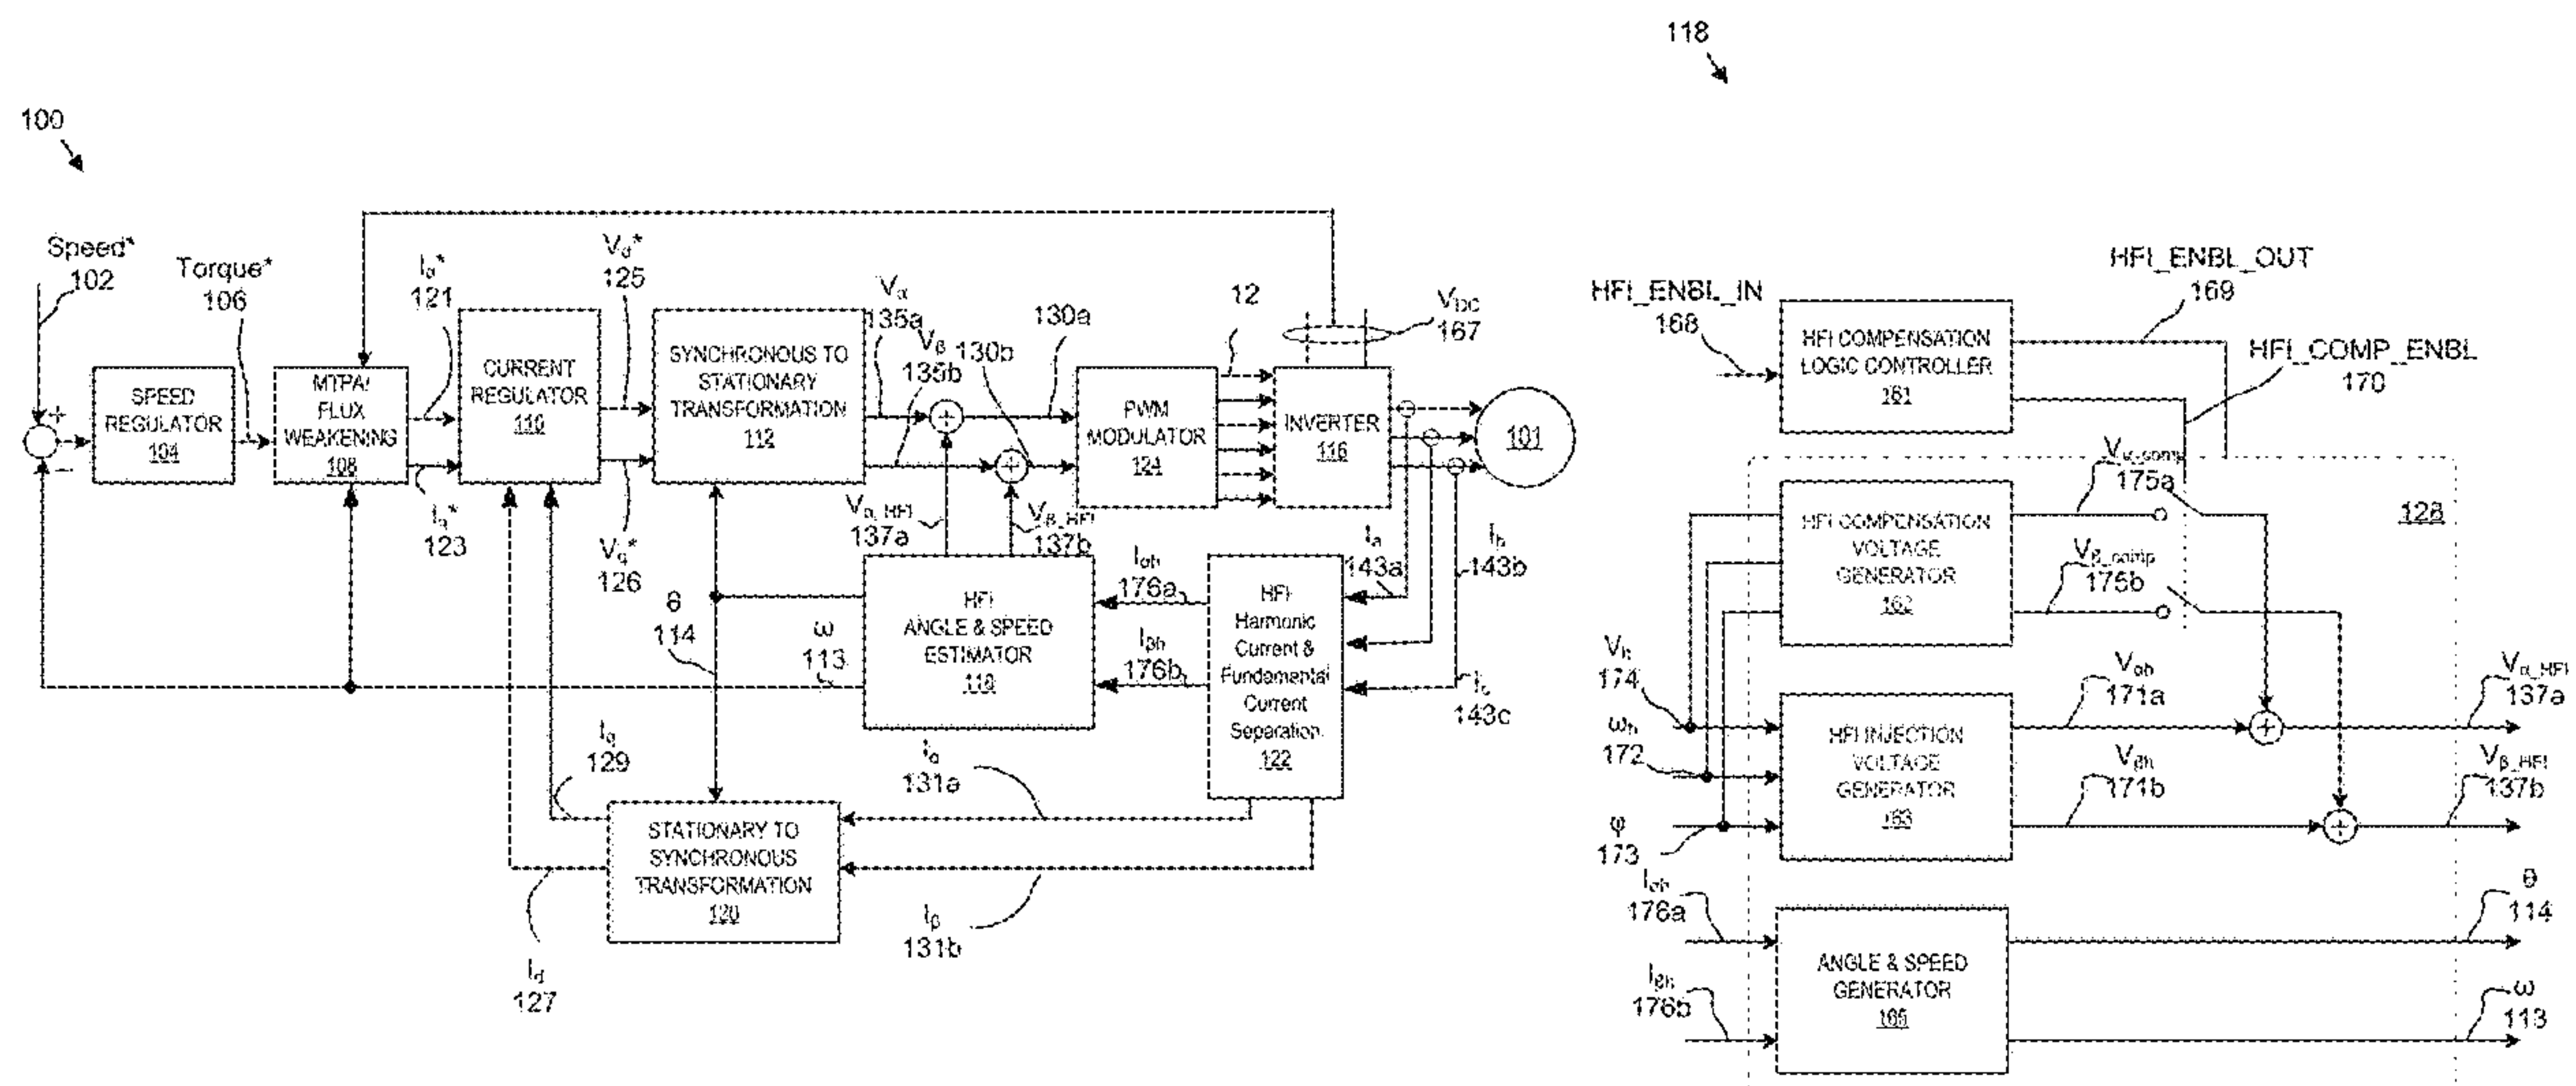 100
Speed*
102
Torque*
106
SPEED
REGULATOR
104
MTPA/
FLUX
WEAKENING
108
121
Iq*
123
CURRENT
REGULATOR
110
Vd*
125
Vq*
126
SYNCHRONOUS TO
STATIONARY
TRANSFORMATION
112
Vα
135a
Vβ
135b
130a
130b
PWM
MODULATOR
124
12
INVERTER
116
VDC
167
101
Vα_HFI
137a
Vβ_HFI
137b
θ
114
ω
113
HFI
ANGLE & SPEED
ESTIMATOR
118
Iαh
176a
Iβh
176b
HFI
Harmonic
Current &
Fundamental
Current
Separation
122
Ia
143a
Ib
143b
Ic
143c
Iq
129
Id
127
STATIONARY TO
SYNCHRONOUS
TRANSFORMATION
120
131a
Iβ
131b
118
HFI_ENBL_IN
168
HFI COMPENSATION
LOGIC CONTROLLER
161
HFI_ENBL_OUT
169
HFI_COMP_ENBL
170
HFI COMPENSATION
VOLTAGE
GENERATOR
162
Vα_comp
175a
Vβ_comp
175b
128
Vh
174
ωh
172
φ
173
HFI INJECTION
VOLTAGE
GENERATOR
163
Vαh
171a
Vβh
171b
Vα_HFI
137a
Vβ_HFI
137b
Iαh
176a
Iβh
176b
ANGLE & SPEED
GENERATOR
165
θ
114
ω
113